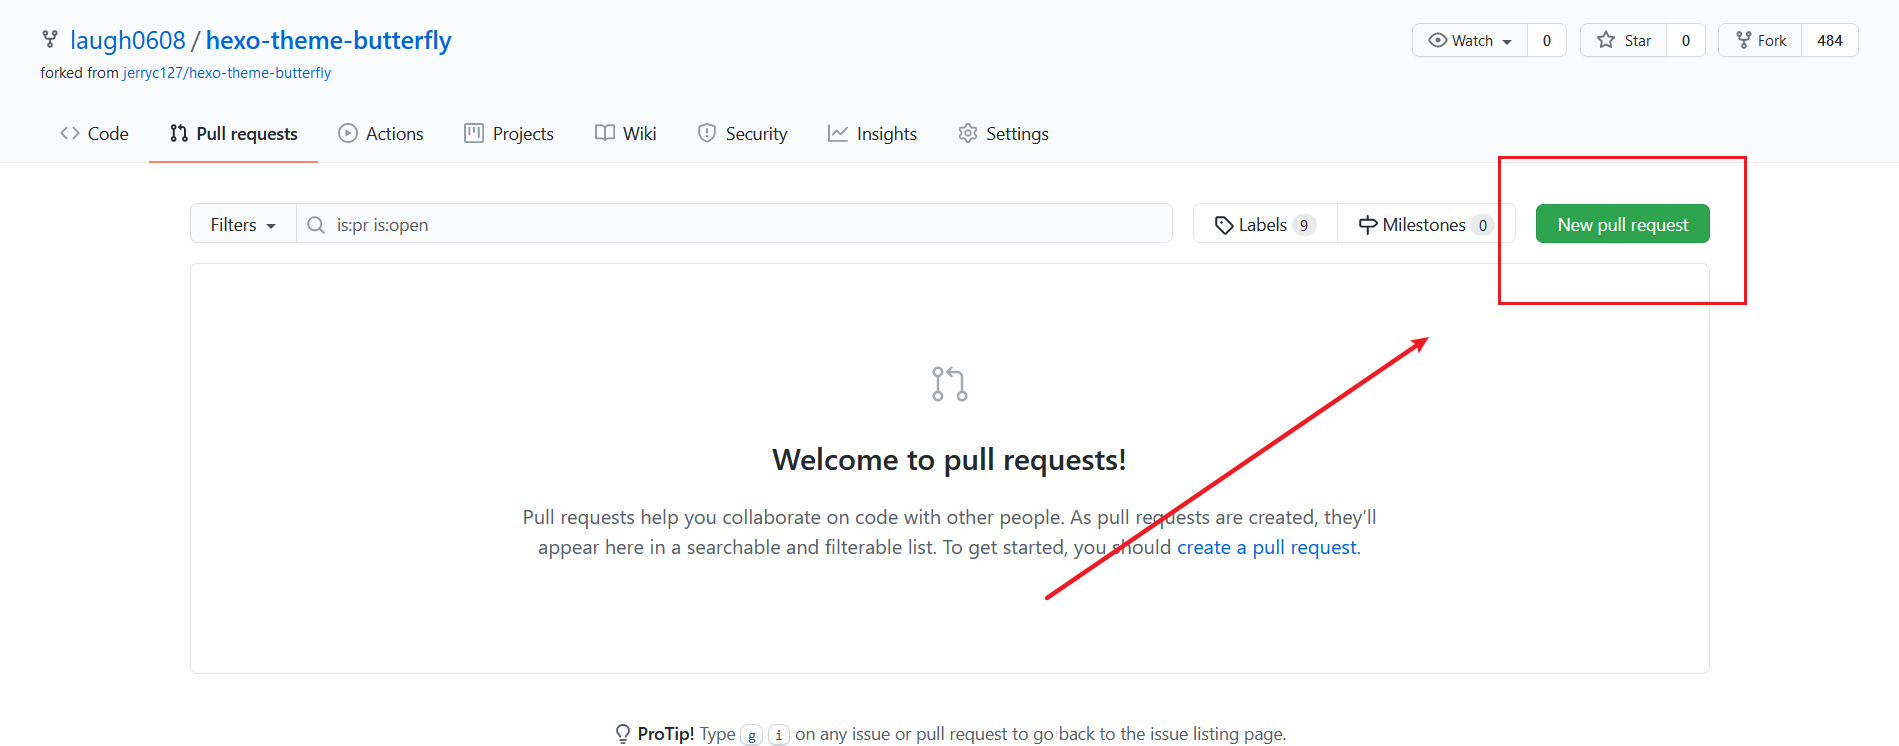 laugh0608 / hexo-theme-butterfly
Watch 0 Star 0 Fork 484
forked from jerryc127/hexo-theme-butterfly
Code Pull requests Actions Projects Wiki Security Insights Settings
Filters is:pr is:open Labels 9 Milestones 0 New pull request
Welcome to pull requests!
Pull requests help you collaborate on code with other people. As pull requests are created, they’ll
appear here in a searchable and filterable list. To get started, you should create a pull request.
ProTip! Type g i on any issue or pull request to go back to the issue listing page.